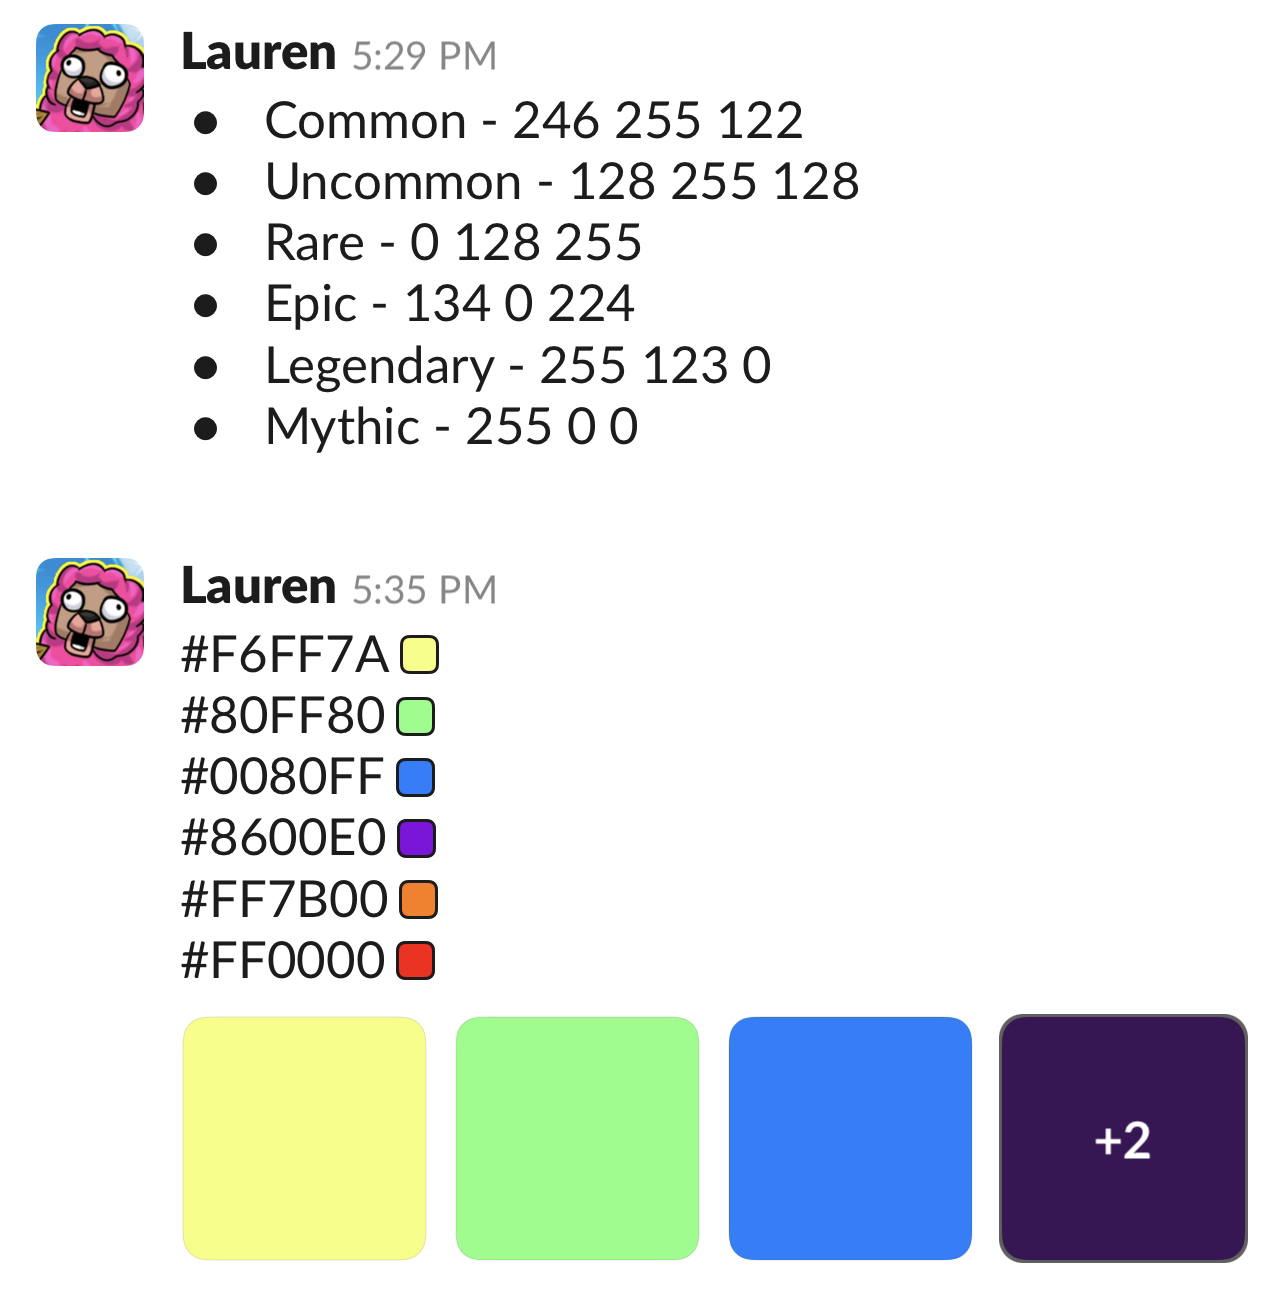 Lauren 5:29 PM
● Common - 246 255 122
● Uncommon - 128 255 128
● Rare - 0 128 255
● Epic - 134 0 224
● Legendary - 255 123 0
● Mythic - 255 0 0
Lauren 5:35 PM
#F6FF7A
#80FF80
#0080FF
#8600E0
#FF7B00
#FF0000
+2